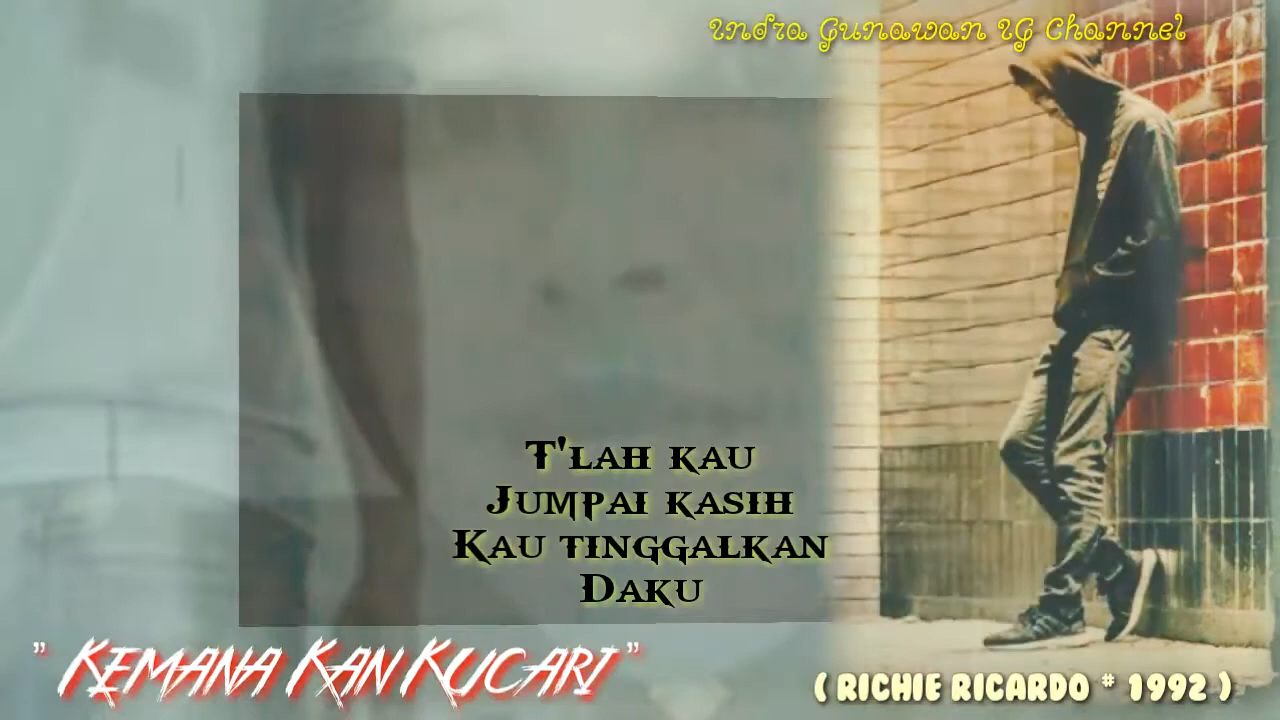 Indra Gunawan IG Channel
T'lah kau
Jumpai kasih
Kau tinggalkan
Daku
" Kemana Kan Kucari "
( RICHIE RICARDO * 1992 )